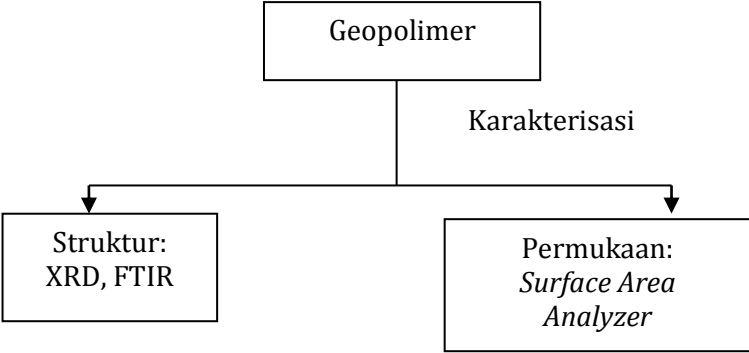 Geopolimer
Karakterisasi
Struktur:
XRD, FTIR
Permukaan:
Surface Area
Analyzer